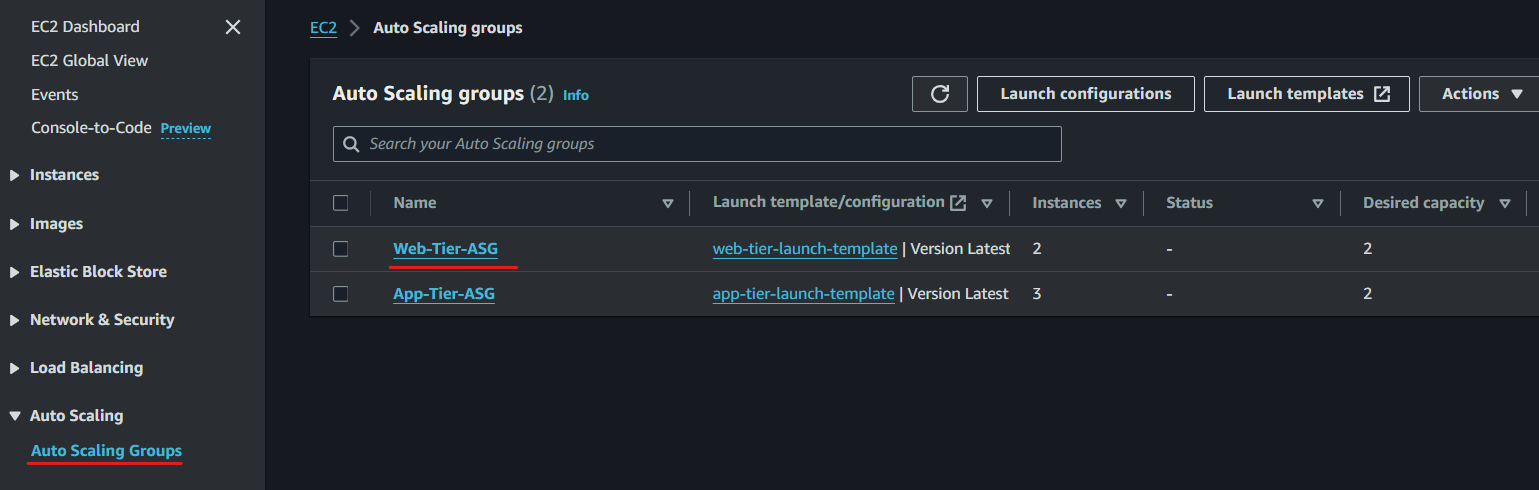 EC2 Dashboard
EC2 Global View
Events
Console-to-Code Preview
Instances
Images
Elastic Block Store
Network & Security
Load Balancing
Auto Scaling
Auto Scaling Groups
EC2 Auto Scaling groups
Auto Scaling groups (2) Info
Launch configurations Launch templates Actions
Search your Auto Scaling groups
Name Launch template/configuration Instances Status Desired capacity
Web-Tier-ASG web-tier-launch-template | Version Latest 2 - 2
App-Tier-ASG app-tier-launch-template | Version Latest 3 - 2